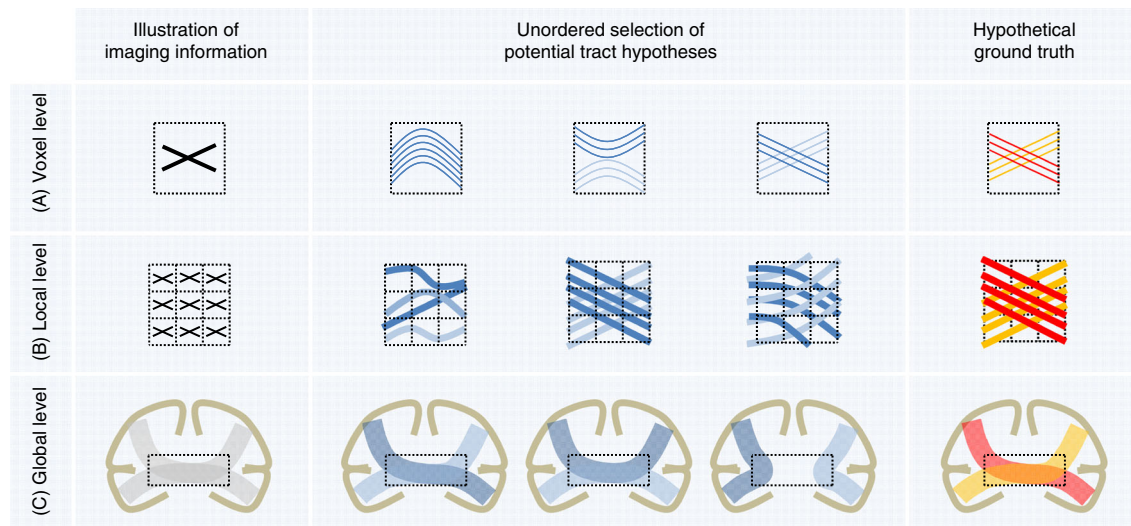 Illustration of
imaging information
Unordered selection of
potential tract hypotheses
Hypothetical
ground truth
(A) Voxel level
(B) Local level
(C) Global level